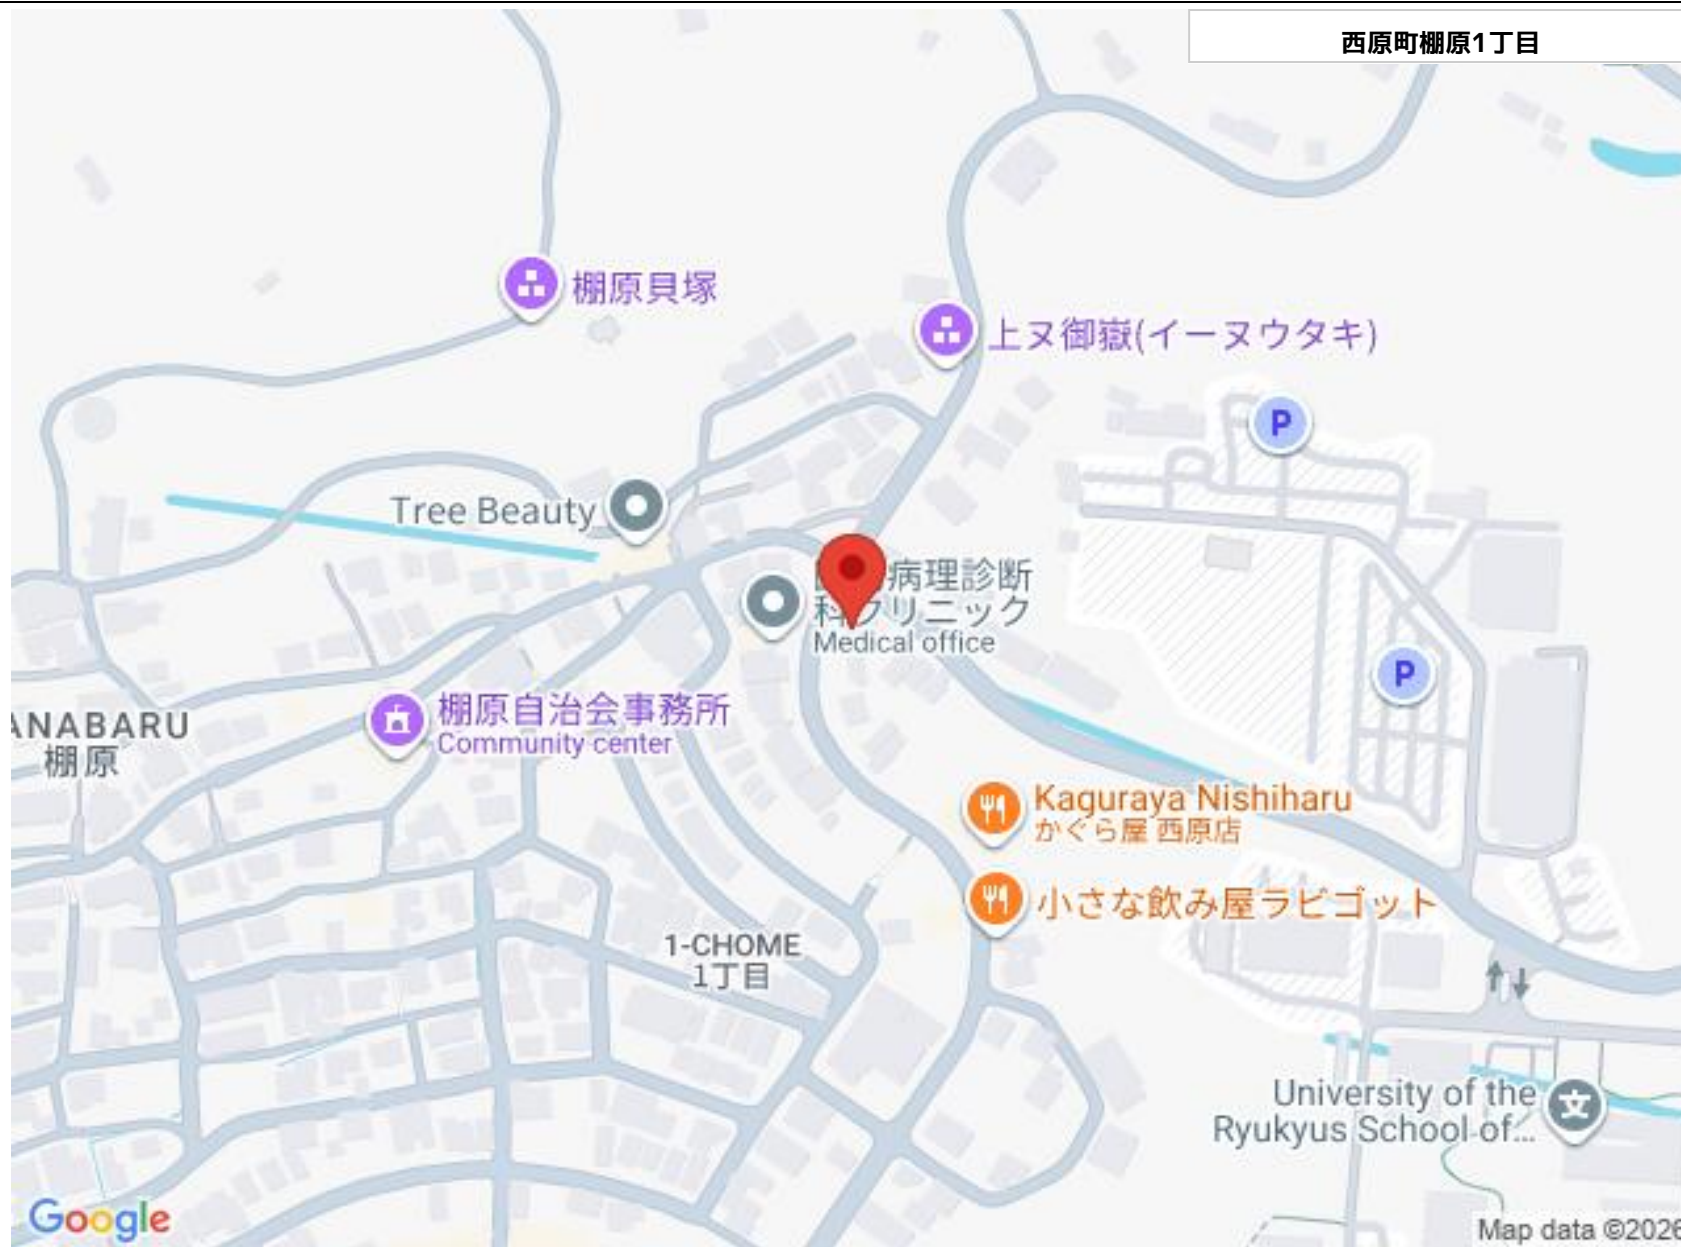 西原町棚原1丁目
棚原貝塚
上ヌ御嶽(イーヌウタキ)
P
Tree Beauty
病理診断
科クリニック
Medical office
P
棚原自治会事務所
Community center
ANABARU
棚原
Kaguraya Nishiharu
かぐら屋 西原店
小さな飲み屋ラビゴット
1-CHOME
1丁目
University of the
Ryukyus School of...
文
Google
Map data ©2026